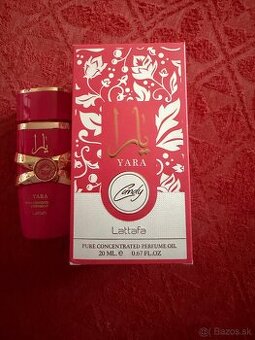 يارا
YARA
Candy
Lattafa
PURE CONCENTRATED PERFUME OIL
20 ML. ℮ 0.67 FL.OZ
YARA
Lattafa
Bazos.sk